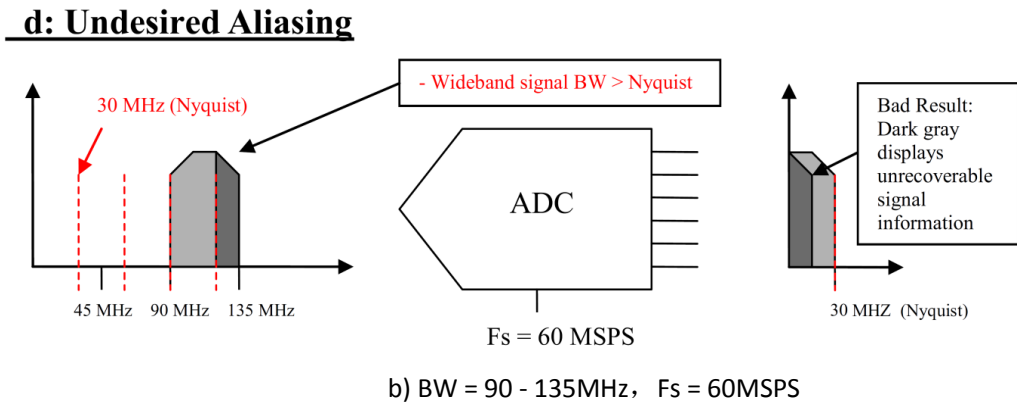 d: Undesired Aliasing
30 MHz (Nyquist)
- Wideband signal BW > Nyquist
45 MHz
90 MHz
135 MHz
ADC
Fs = 60 MSPS
Bad Result:
Dark gray
displays
unrecoverable
signal
information
30 MHZ (Nyquist)
b) BW = 90 - 135MHz， Fs = 60MSPS